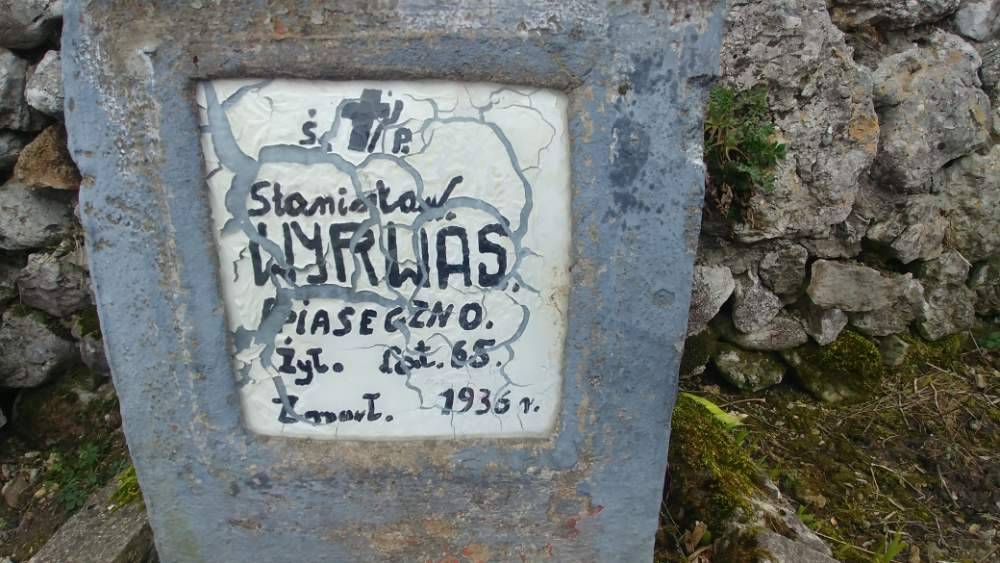 Ś. P.
Stanisław.
WYRWAS.
PIASECZNO.
Żył. lat. 65.
Zmarł. 1936 r.